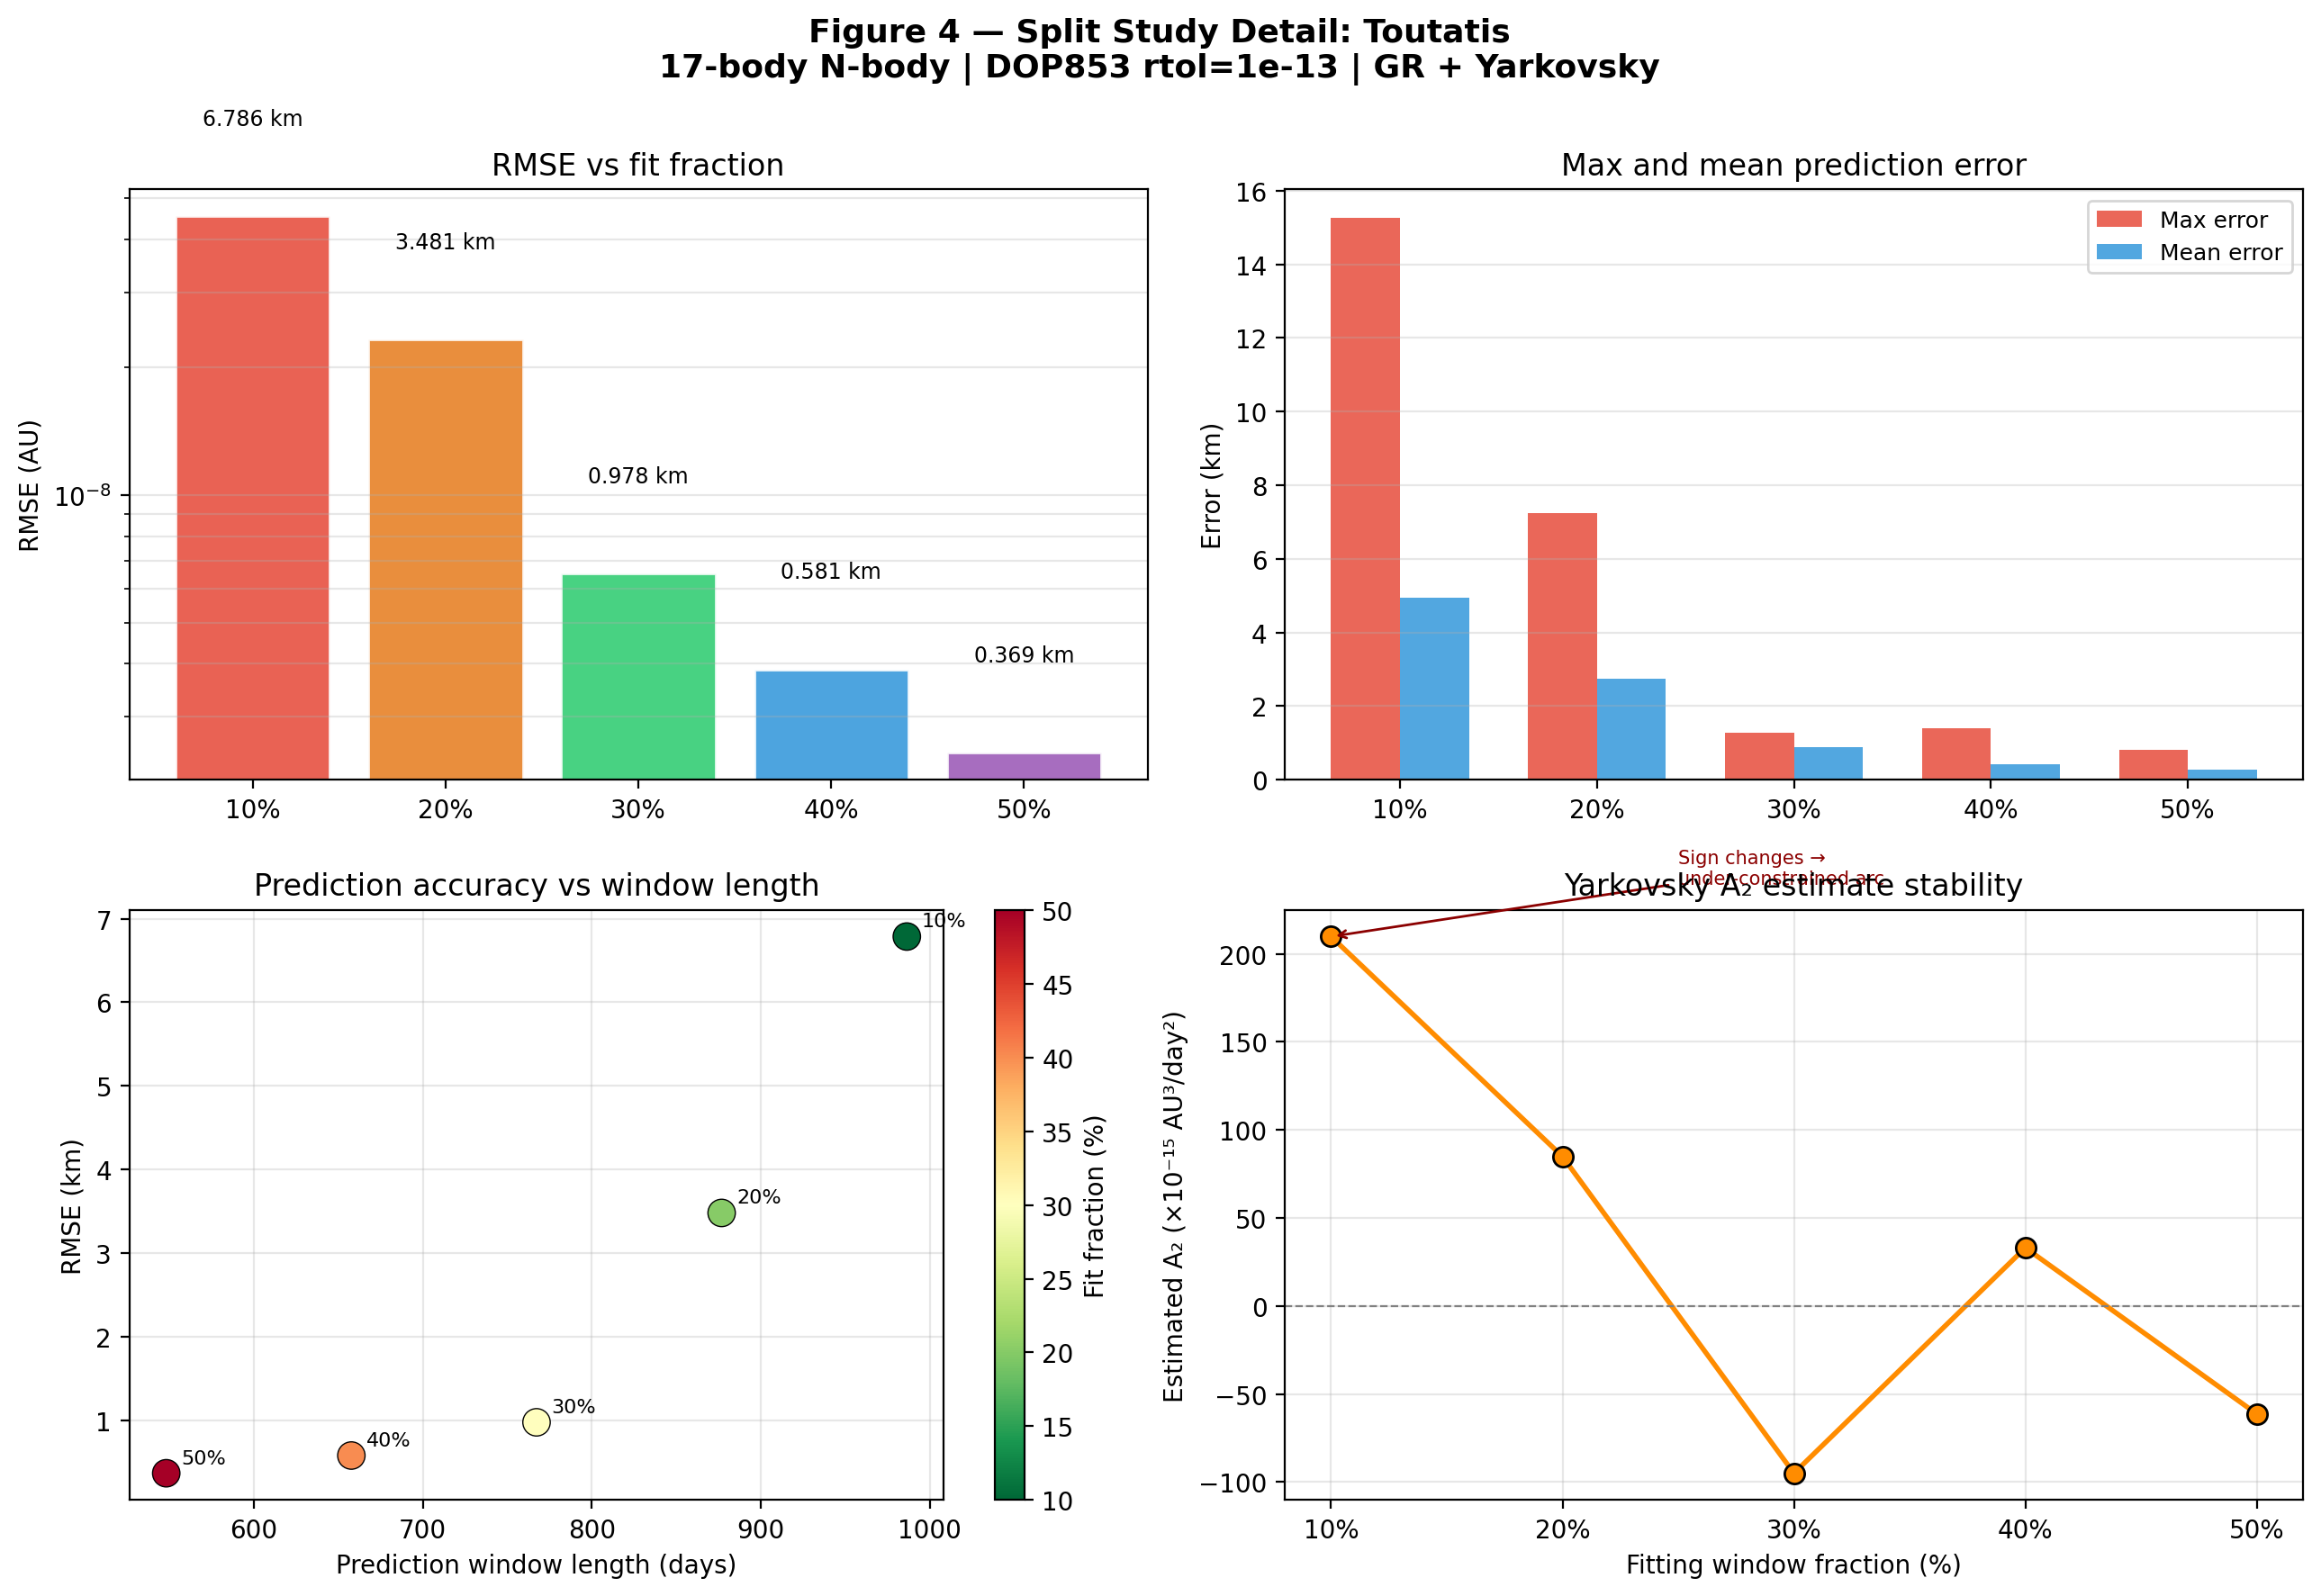 Figure 4 — Split Study Detail: Toutatis
17-body N-body | DOP853 rtol=1e-13 | GR + Yarkovsky
RMSE vs fit fraction
6.786 km
3.481 km
0.978 km
0.581 km
0.369 km
RMSE (AU)
10⁻⁸
10%
20%
30%
40%
50%
Max and mean prediction error
Max error
Mean error
Error (km)
16
14
12
10
8
6
4
2
0
10%
20%
30%
40%
50%
Prediction accuracy vs window length
RMSE (km)
7
6
5
4
3
2
1
10%
20%
30%
40%
50%
600
700
800
900
1000
Prediction window length (days)
50
45
40
35
30
25
20
15
10
Fit fraction (%)
Sign changes →
under-constrained arc
Yarkovsky A₂ estimate stability
Estimated A₂ (×10⁻¹⁵ AU³/day²)
200
150
100
50
0
−50
−100
10%
20%
30%
40%
50%
Fitting window fraction (%)